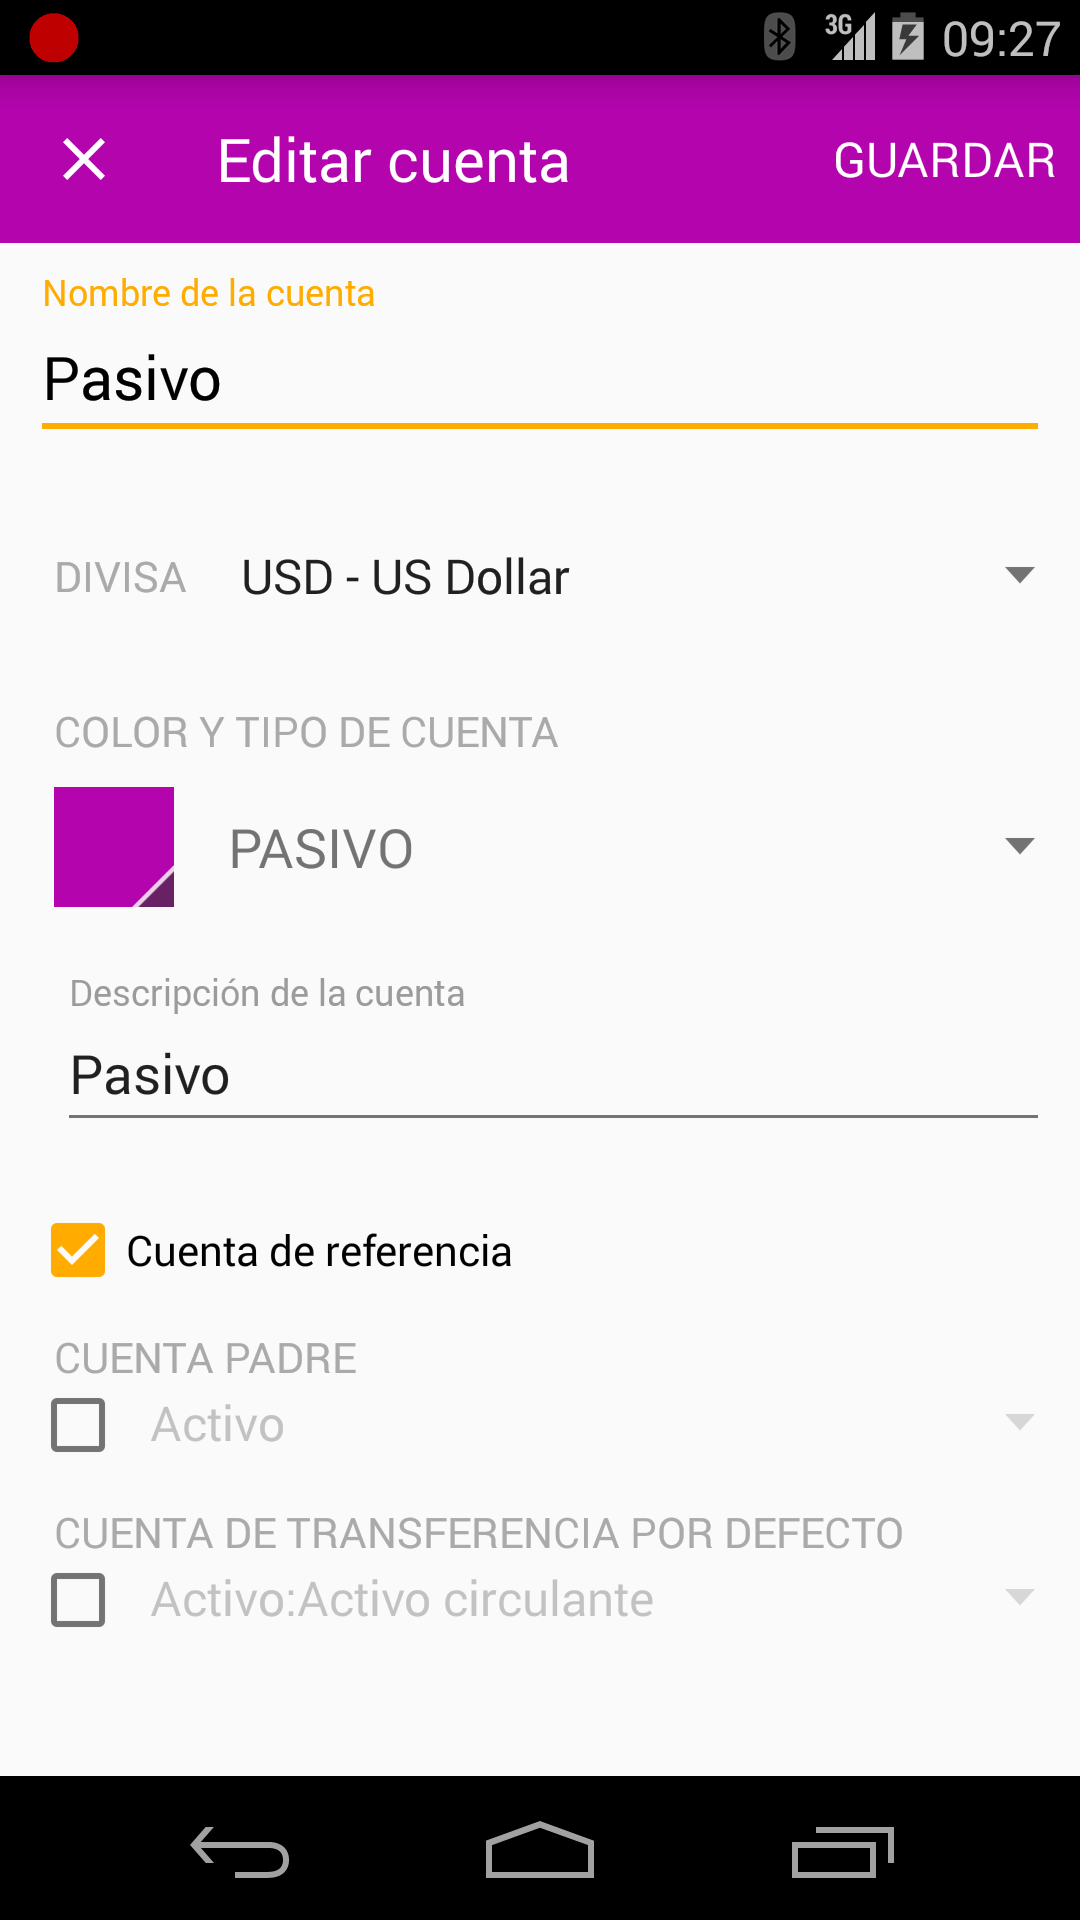 3G 09:27
Editar cuenta GUARDAR
Nombre de la cuenta
Pasivo
DIVISA USD - US Dollar
COLOR Y TIPO DE CUENTA
PASIVO
Descripción de la cuenta
Pasivo
Cuenta de referencia
CUENTA PADRE
Activo
CUENTA DE TRANSFERENCIA POR DEFECTO
Activo:Activo circulante